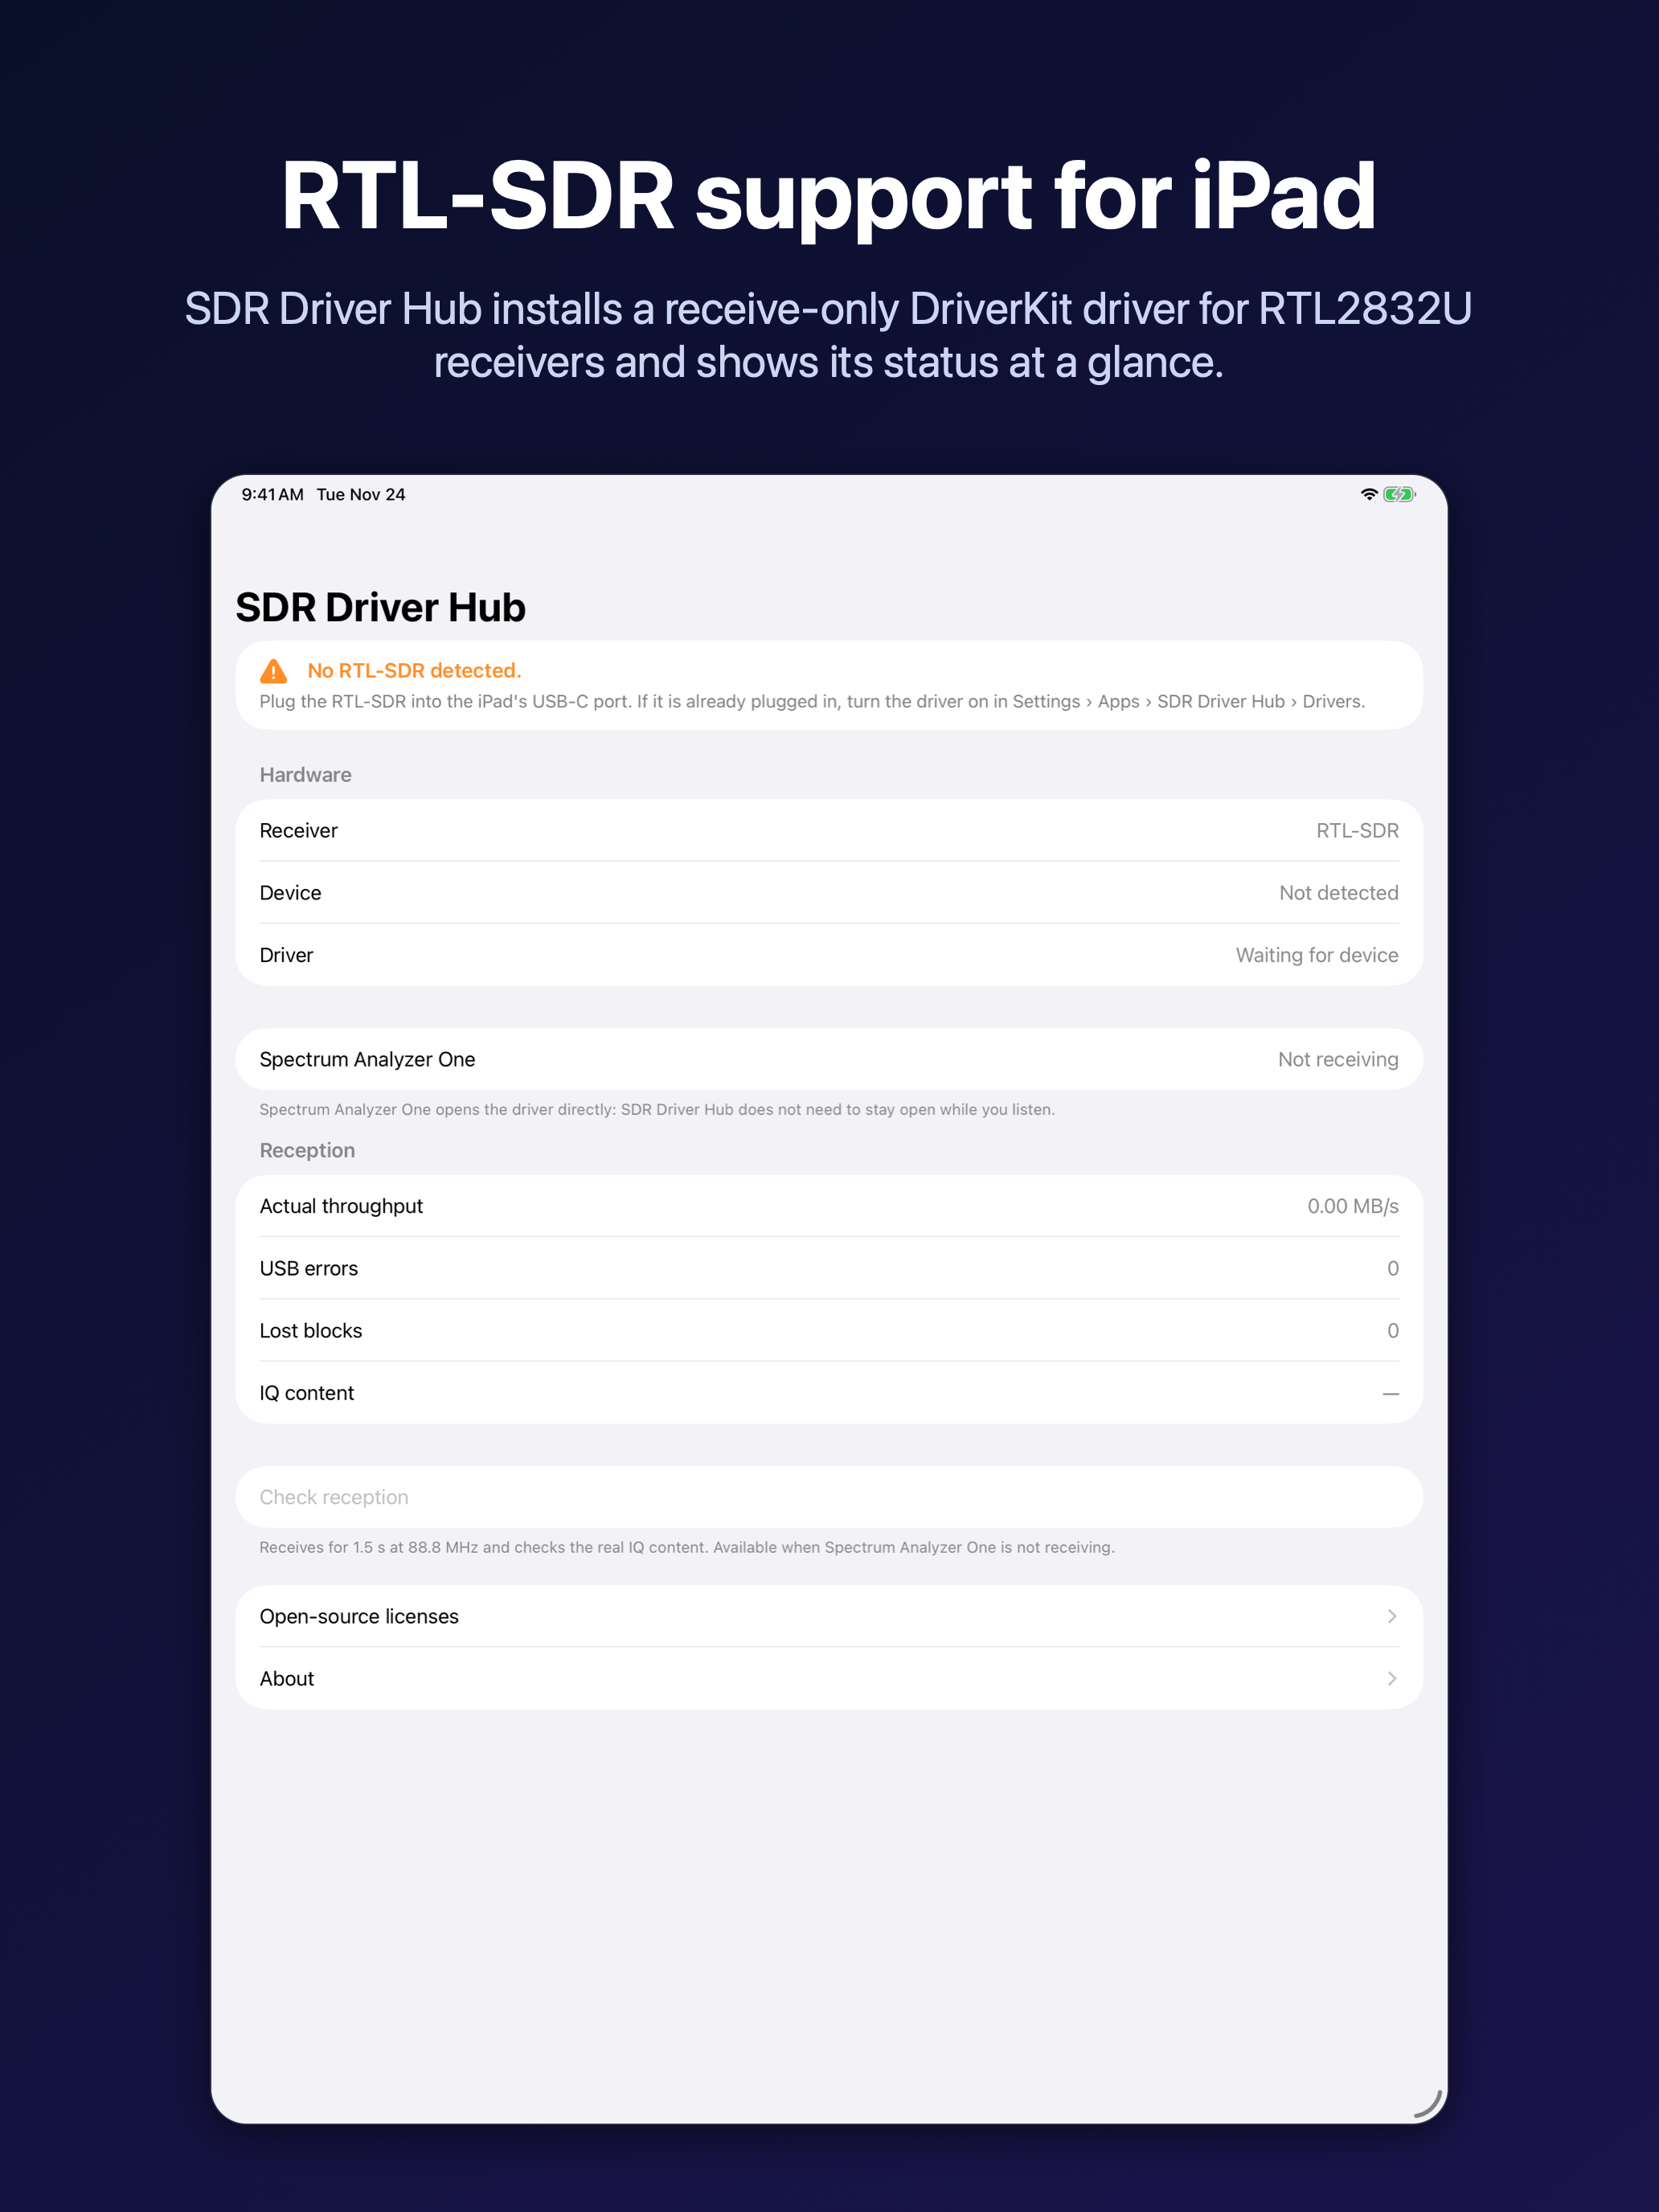 RTL-SDR support for iPad
SDR Driver Hub installs a receive-only DriverKit driver for RTL2832U
receivers and shows its status at a glance.
9:41 AM Tue Nov 24
SDR Driver Hub
No RTL-SDR detected.
Plug the RTL-SDR into the iPad's USB-C port. If it is already plugged in, turn the driver on in Settings › Apps › SDR Driver Hub › Drivers.
Hardware
Receiver RTL-SDR
Device Not detected
Driver Waiting for device
Spectrum Analyzer One Not receiving
Spectrum Analyzer One opens the driver directly: SDR Driver Hub does not need to stay open while you listen.
Reception
Actual throughput 0.00 MB/s
USB errors 0
Lost blocks 0
IQ content —
Check reception
Receives for 1.5 s at 88.8 MHz and checks the real IQ content. Available when Spectrum Analyzer One is not receiving.
Open-source licenses
About